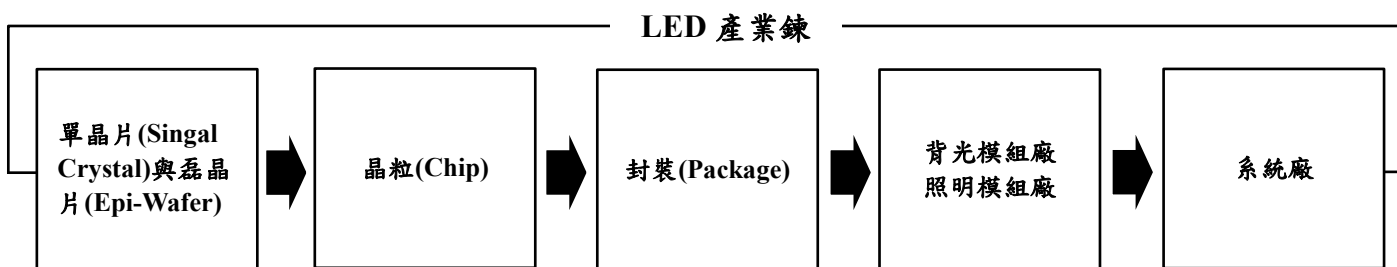 LED 產業鍊
單晶片(Singal
Crystal)與磊晶
片(Epi-Wafer)
晶粒(Chip)
封裝(Package)
背光模組廠
照明模組廠
系統廠